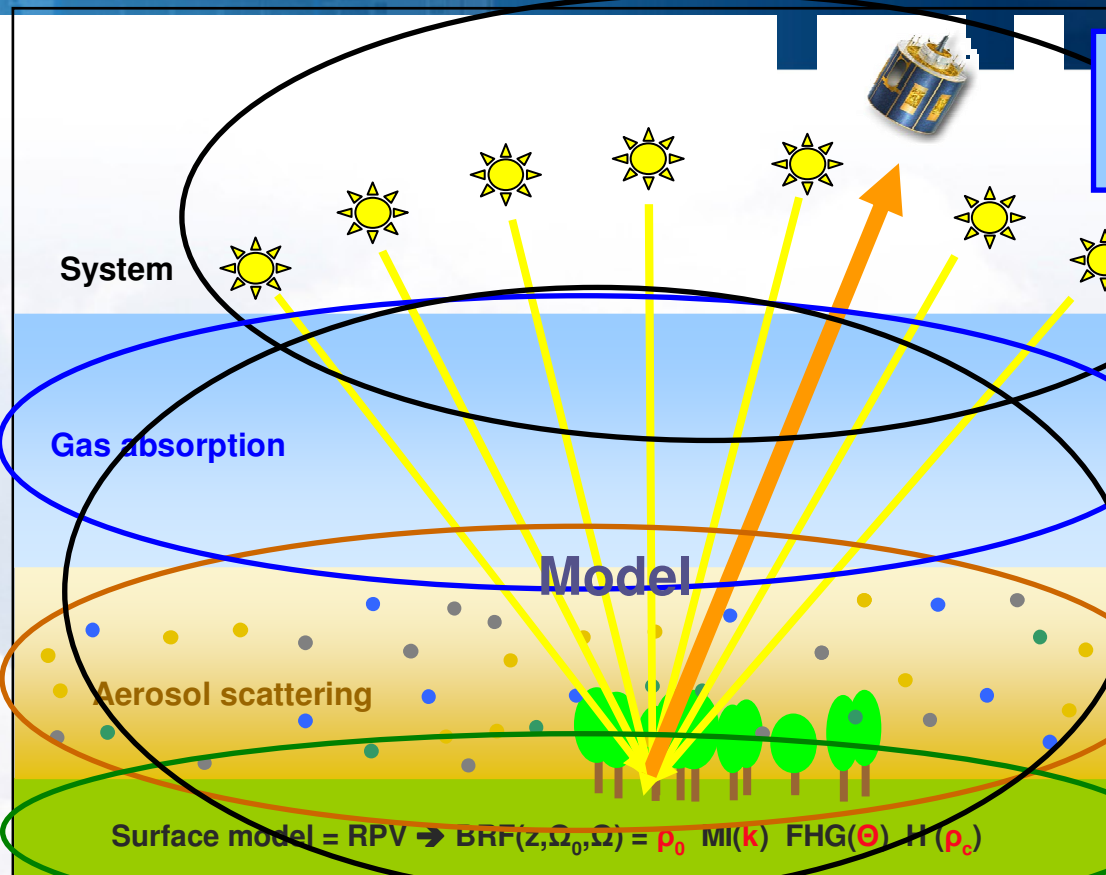 System
Gas absorption
Model
Aerosol scattering
Surface model = RPV ➔ BRF(z,Ω₀,Ω) = ρ₀ MI(k) FHG(Θ) H (ρc)